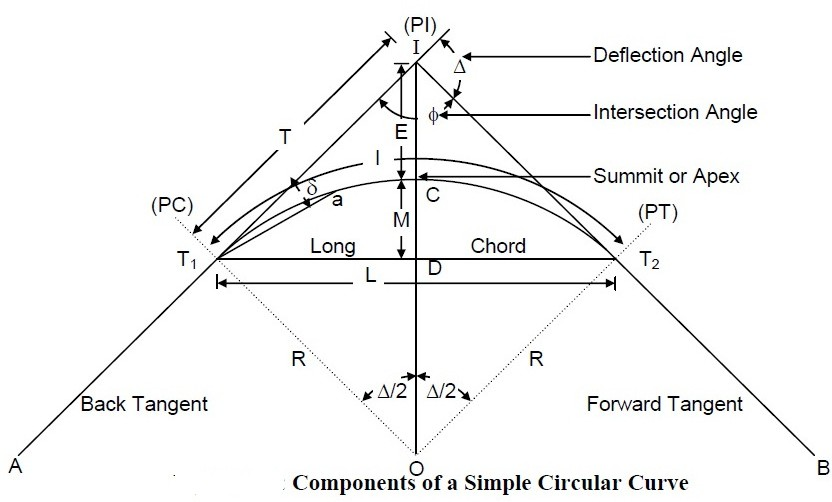 (PI)
I
Deflection Angle
Δ
Intersection Angle
ϕ
T
E
l
Summit or Apex
δ
a
C
(PC)
(PT)
M
T₁
Long
Chord
T₂
D
L
R
R
Δ/2
Δ/2
Back Tangent
Forward Tangent
A
O
B
: Components of a Simple Circular Curve